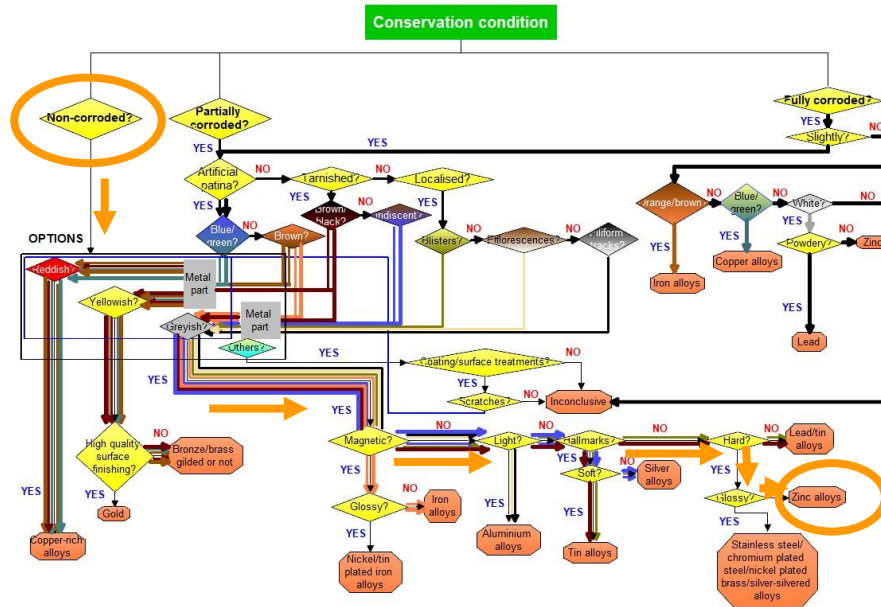 Conservation condition
Non-corroded?
Partially
corroded?
Fully corroded?
YES
NO
YES
YES
Slightly?
Artificial
patina?
NO
Tarnished?
NO
Localised?
YES
YES
YES
YES
NO
NO
NO
Blue/
green?
NO
Brown?
Brown/
black?
NO
Iridiscent?
Orange/brown?
Blue/
green?
White?
OPTIONS
Blisters?
NO
Efflorescences?
NO
Filiform
tracks?
YES
YES
Powdery?
NO
Zinc
Reddish?
Metal
part
Copper alloys
Iron alloys
Yellowish?
Greyish?
Metal
part
YES
Lead
Others?
YES
YES
YES
Coating/surface treatments?
NO
YES
Scratches?
NO
Inconclusive
YES
High quality
surface
finishing?
NO
Bronze/brass
gilded or not
Magnetic?
NO
Light?
NO
Hallmarks?
NO
Hard?
NO
Lead/tin
alloys
YES
YES
YES
YES
Soft?
NO
Silver
alloys
Glossy?
NO
Zinc alloys
YES
YES
Gold
Glossy?
NO
Iron
alloys
YES
YES
YES
Copper-rich
alloys
Nickel/tin
plated iron
alloys
Aluminium
alloys
Tin alloys
Stainless steel/
chromium plated
steel/nickel plated
brass/silver-silvered
alloys